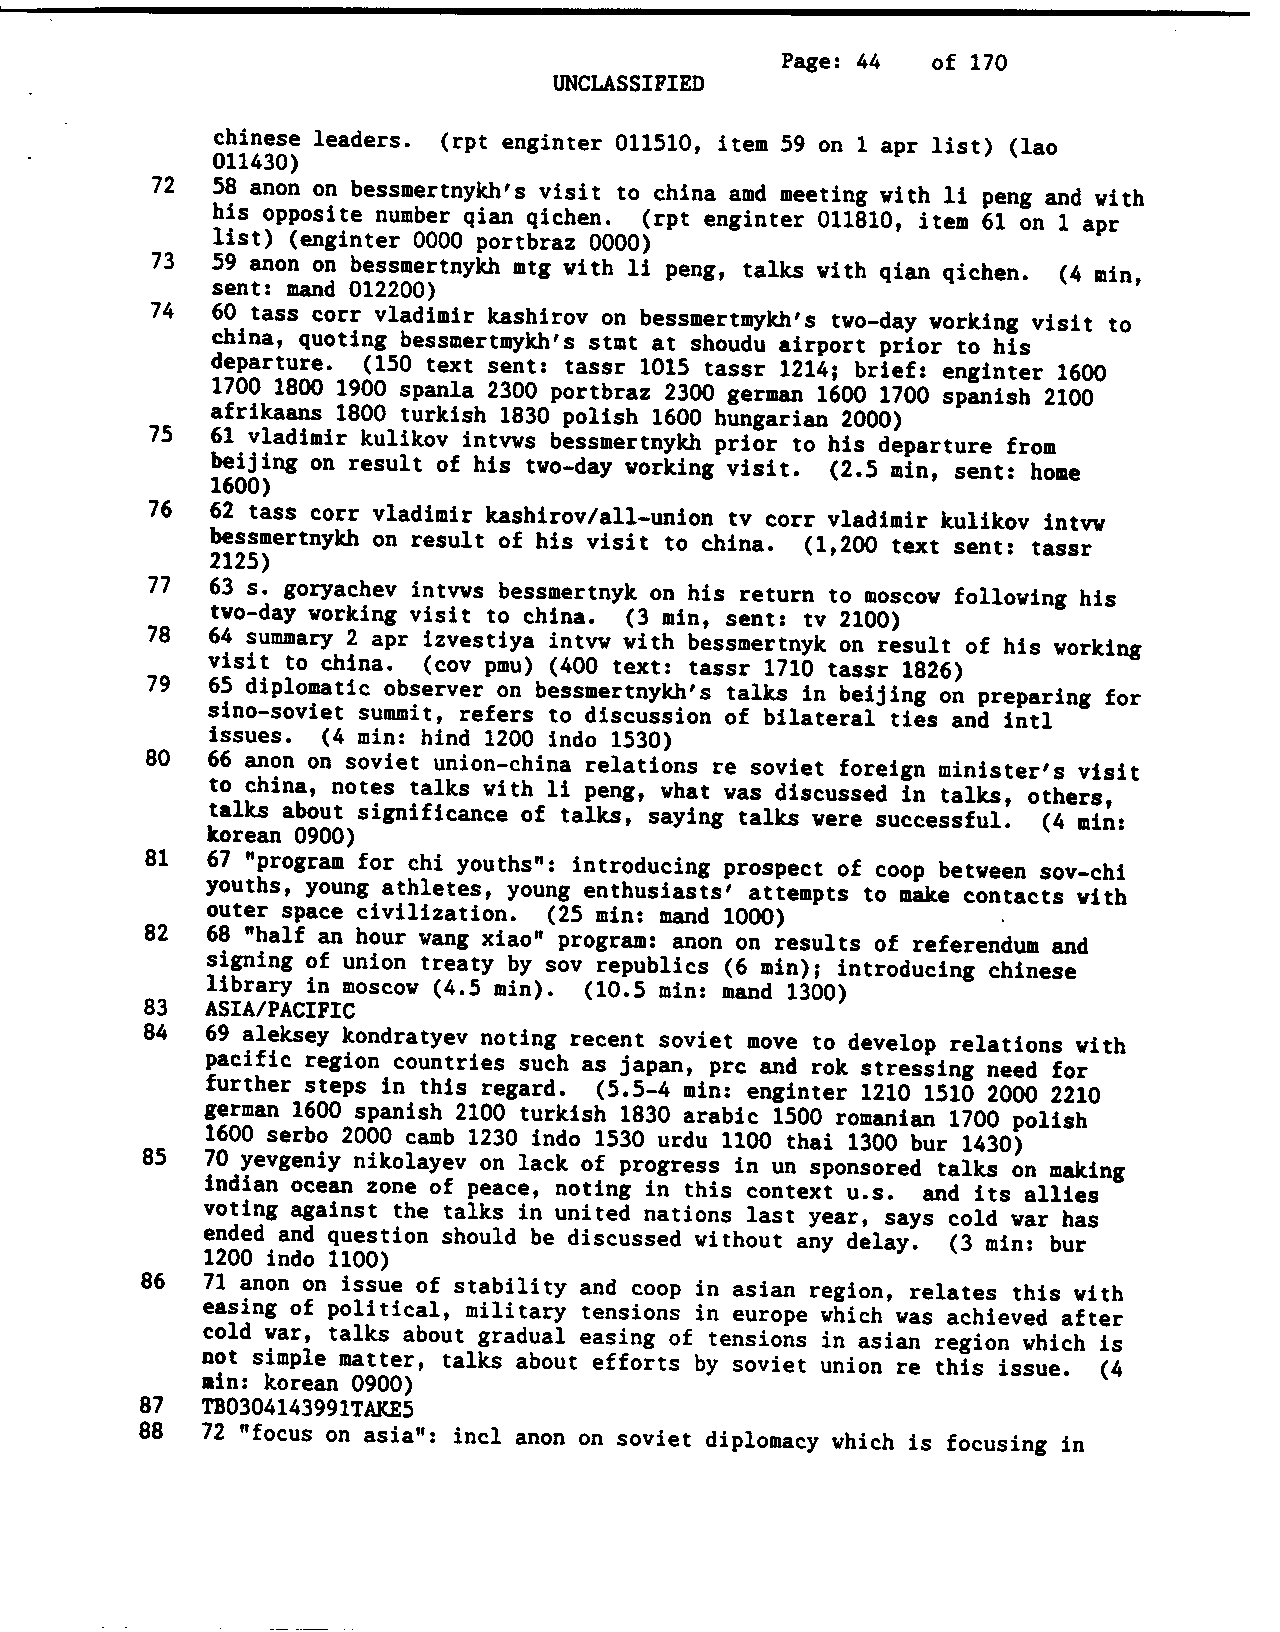 Page: 44 of 170
UNCLASSIFIED
chinese leaders. (rpt enginter 011510, item 59 on 1 apr list) (lao
011430)
72 58 anon on bessmertnykh's visit to china amd meeting with li peng and with
his opposite number qian qichen. (rpt enginter 011810, item 61 on 1 apr
list) (enginter 0000 portbraz 0000)
73 59 anon on bessmertnykh mtg with li peng, talks with qian qichen. (4 min,
sent: mand 012200)
74 60 tass corr vladimir kashirov on bessmertmykh's two-day working visit to
china, quoting bessmertmykh's stmt at shoudu airport prior to his
departure. (150 text sent: tassr 1015 tassr 1214; brief: enginter 1600
1700 1800 1900 spanla 2300 portbraz 2300 german 1600 1700 spanish 2100
afrikaans 1800 turkish 1830 polish 1600 hungarian 2000)
75 61 vladimir kulikov intvws bessmertnykh prior to his departure from
beijing on result of his two-day working visit. (2.5 min, sent: home
1600)
76 62 tass corr vladimir kashirov/all-union tv corr vladimir kulikov intvw
bessmertnykh on result of his visit to china. (1,200 text sent: tassr
2125)
77 63 s. goryachev intvws bessmertnyk on his return to moscow following his
two-day working visit to china. (3 min, sent: tv 2100)
78 64 summary 2 apr izvestiya intvw with bessmertnyk on result of his working
visit to china. (cov pmu) (400 text: tassr 1710 tassr 1826)
79 65 diplomatic observer on bessmertnykh's talks in beijing on preparing for
sino-soviet summit, refers to discussion of bilateral ties and intl
issues. (4 min: hind 1200 indo 1530)
80 66 anon on soviet union-china relations re soviet foreign minister's visit
to china, notes talks with li peng, what was discussed in talks, others,
talks about significance of talks, saying talks were successful. (4 min:
korean 0900)
81 67 "program for chi youths": introducing prospect of coop between sov-chi
youths, young athletes, young enthusiasts' attempts to make contacts with
outer space civilization. (25 min: mand 1000)
82 68 "half an hour wang xiao" program: anon on results of referendum and
signing of union treaty by sov republics (6 min); introducing chinese
library in moscow (4.5 min). (10.5 min: mand 1300)
83 ASIA/PACIFIC
84 69 aleksey kondratyev noting recent soviet move to develop relations with
pacific region countries such as japan, prc and rok stressing need for
further steps in this regard. (5.5-4 min: enginter 1210 1510 2000 2210
german 1600 spanish 2100 turkish 1830 arabic 1500 romanian 1700 polish
1600 serbo 2000 camb 1230 indo 1530 urdu 1100 thai 1300 bur 1430)
85 70 yevgeniy nikolayev on lack of progress in un sponsored talks on making
indian ocean zone of peace, noting in this context u.s. and its allies
voting against the talks in united nations last year, says cold war has
ended and question should be discussed without any delay. (3 min: bur
1200 indo 1100)
86 71 anon on issue of stability and coop in asian region, relates this with
easing of political, military tensions in europe which was achieved after
cold war, talks about gradual easing of tensions in asian region which is
not simple matter, talks about efforts by soviet union re this issue. (4
min: korean 0900)
87 TB0304143991TAKE5
88 72 "focus on asia": incl anon on soviet diplomacy which is focusing in